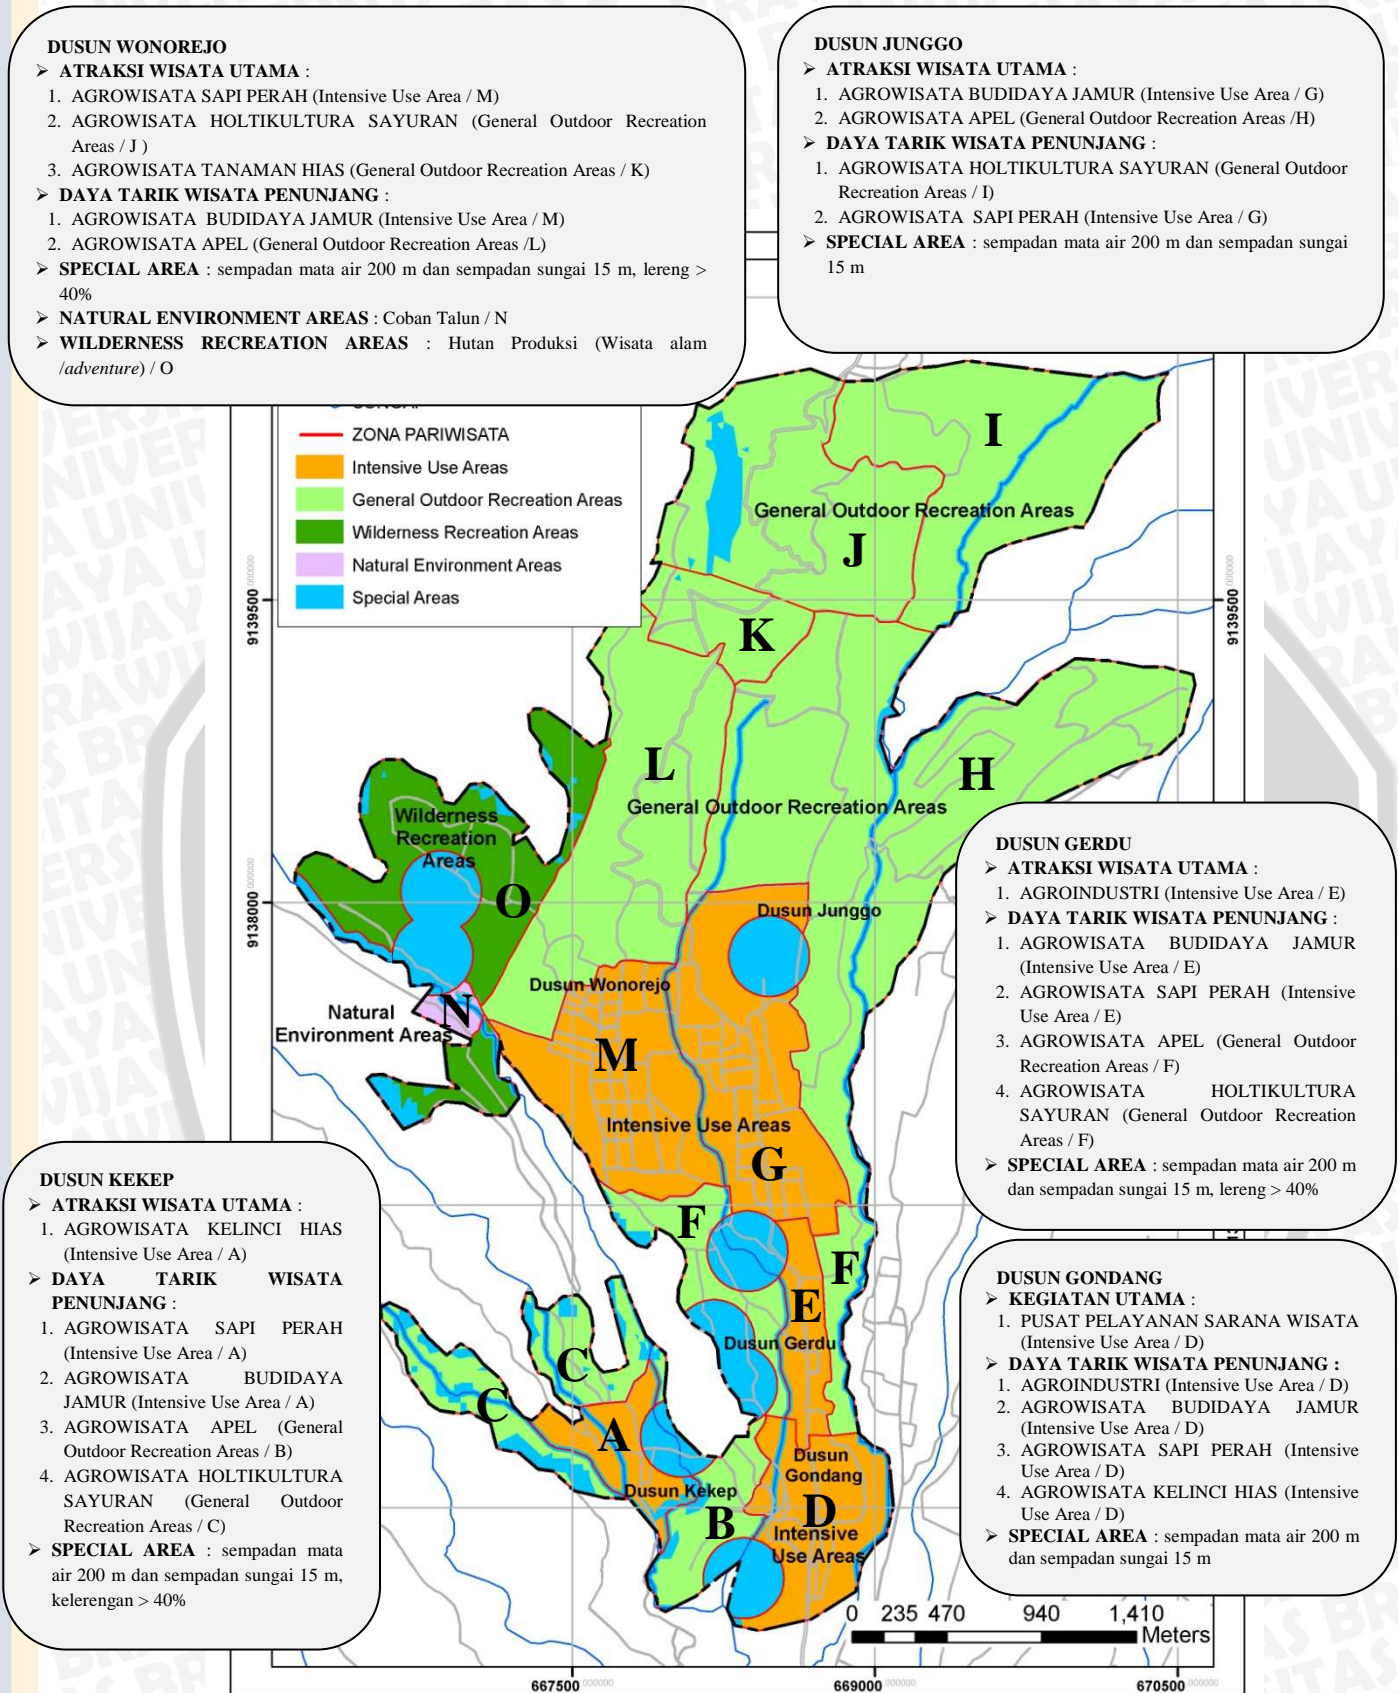 DUSUN WONOREJO
➢ ATRAKSI WISATA UTAMA :
1. AGROWISATA SAPI PERAH (Intensive Use Area / M)
2. AGROWISATA HOLTIKULTURA SAYURAN (General Outdoor Recreation
Areas / J )
3. AGROWISATA TANAMAN HIAS (General Outdoor Recreation Areas / K)
➢ DAYA TARIK WISATA PENUNJANG :
1. AGROWISATA BUDIDAYA JAMUR (Intensive Use Area / M)
2. AGROWISATA APEL (General Outdoor Recreation Areas /L)
➢ SPECIAL AREA : sempadan mata air 200 m dan sempadan sungai 15 m, lereng >
40%
➢ NATURAL ENVIRONMENT AREAS : Coban Talun / N
➢ WILDERNESS RECREATION AREAS : Hutan Produksi (Wisata alam
/adventure) / O
DUSUN JUNGGO
➢ ATRAKSI WISATA UTAMA :
1. AGROWISATA BUDIDAYA JAMUR (Intensive Use Area / G)
2. AGROWISATA APEL (General Outdoor Recreation Areas /H)
➢ DAYA TARIK WISATA PENUNJANG :
1. AGROWISATA HOLTIKULTURA SAYURAN (General Outdoor
Recreation Areas / I)
2. AGROWISATA SAPI PERAH (Intensive Use Area / G)
➢ SPECIAL AREA : sempadan mata air 200 m dan sempadan sungai
15 m
ZONA PARIWISATA
Intensive Use Areas
General Outdoor Recreation Areas
Wilderness Recreation Areas
Natural Environment Areas
Special Areas
I
General Outdoor Recreation Areas
J
9139500
9139500
K
L
H
General Outdoor Recreation Areas
Wilderness
Recreation
Areas
O
9138000
Dusun Junggo
Dusun Wonorejo
N
Natural
Environment Areas
M
Intensive Use Areas
G
F
F
E
Dusun Gerdu
C
C
A
Dusun
Gondang
Dusun Kekep
B
D
Intensive
Use Areas
DUSUN GERDU
➢ ATRAKSI WISATA UTAMA :
1. AGROINDUSTRI (Intensive Use Area / E)
➢ DAYA TARIK WISATA PENUNJANG :
1. AGROWISATA BUDIDAYA JAMUR
(Intensive Use Area / E)
2. AGROWISATA SAPI PERAH (Intensive
Use Area / E)
3. AGROWISATA APEL (General Outdoor
Recreation Areas / F)
4. AGROWISATA HOLTIKULTURA
SAYURAN (General Outdoor Recreation
Areas / F)
➢ SPECIAL AREA : sempadan mata air 200 m
dan sempadan sungai 15 m, lereng > 40%
DUSUN KEKEP
➢ ATRAKSI WISATA UTAMA :
1. AGROWISATA KELINCI HIAS
(Intensive Use Area / A)
➢ DAYA TARIK WISATA
PENUNJANG :
1. AGROWISATA SAPI PERAH
(Intensive Use Area / A)
2. AGROWISATA BUDIDAYA
JAMUR (Intensive Use Area / A)
3. AGROWISATA APEL (General
Outdoor Recreation Areas / B)
4. AGROWISATA HOLTIKULTURA
SAYURAN (General Outdoor
Recreation Areas / C)
➢ SPECIAL AREA : sempadan mata
air 200 m dan sempadan sungai 15 m,
kelerengan > 40%
DUSUN GONDANG
➢ KEGIATAN UTAMA :
1. PUSAT PELAYANAN SARANA WISATA
(Intensive Use Area / D)
➢ DAYA TARIK WISATA PENUNJANG :
1. AGROINDUSTRI (Intensive Use Area / D)
2. AGROWISATA BUDIDAYA JAMUR
(Intensive Use Area / D)
3. AGROWISATA SAPI PERAH (Intensive
Use Area / D)
4. AGROWISATA KELINCI HIAS (Intensive
Use Area / D)
➢ SPECIAL AREA : sempadan mata air 200 m
dan sempadan sungai 15 m
0 235 470 940 1,410
Meters
667500 669000 670500